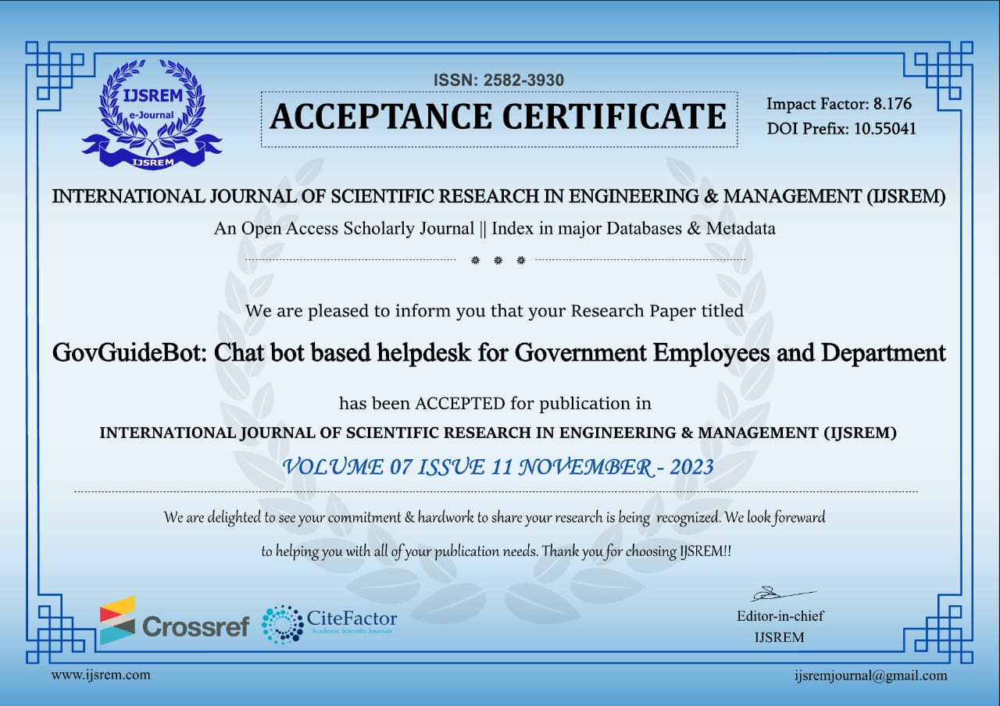 IJSREM
e-Journal
IJSREM
ISSN: 2582-3930
ACCEPTANCE CERTIFICATE
Impact Factor: 8.176
DOI Prefix: 10.55041
INTERNATIONAL JOURNAL OF SCIENTIFIC RESEARCH IN ENGINEERING & MANAGEMENT (IJSREM)
An Open Access Scholarly Journal || Index in major Databases & Metadata
We are pleased to inform you that your Research Paper titled
GovGuideBot: Chat bot based helpdesk for Government Employees and Department
has been ACCEPTED for publication in
INTERNATIONAL JOURNAL OF SCIENTIFIC RESEARCH IN ENGINEERING & MANAGEMENT (IJSREM)
VOLUME 07 ISSUE 11 NOVEMBER - 2023
We are delighted to see your commitment & hardwork to share your research is being recognized. We look foreward
to helping you with all of your publication needs. Thank you for choosing IJSREM!!
Crossref
CiteFactor
Academic Scientific Journals
Editor-in-chief
IJSREM
www.ijsrem.com
ijsremjournal@gmail.com